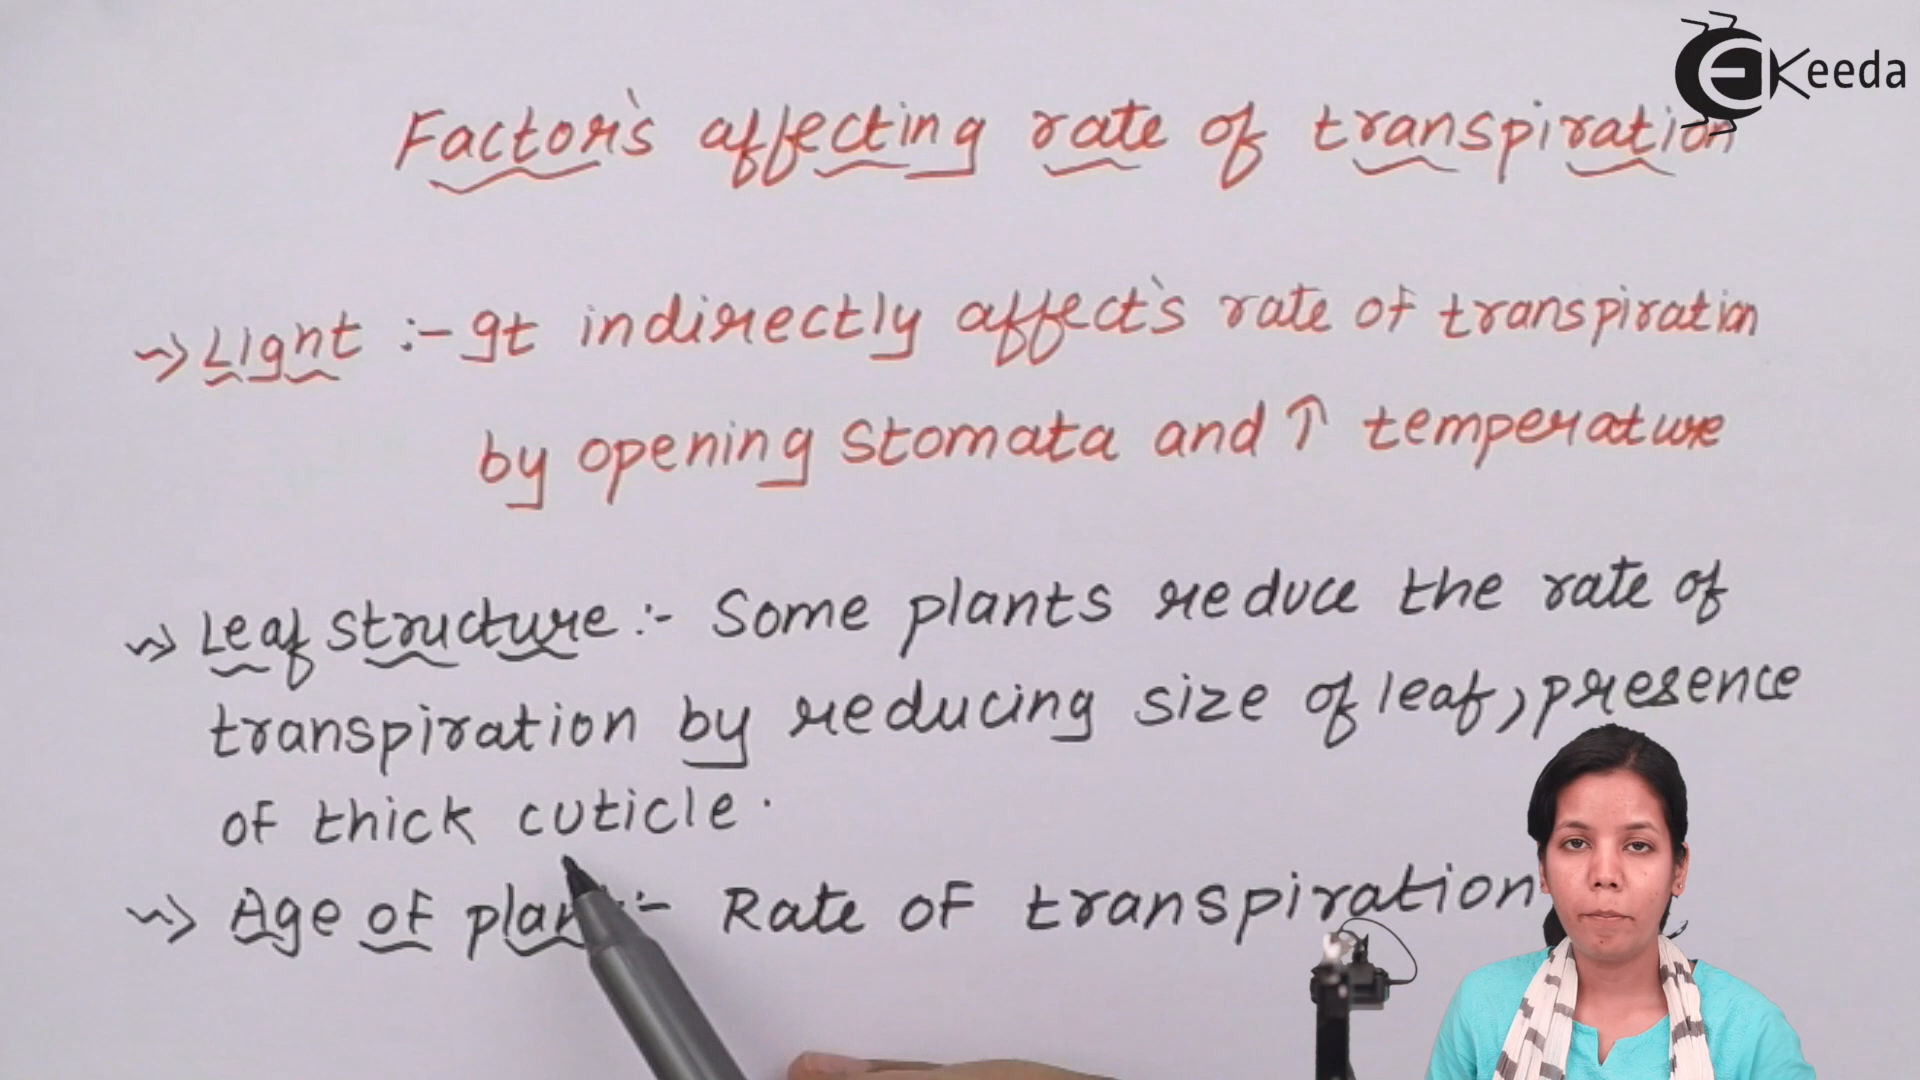 EKeeda
Factor's affecting rate of transpiration
Light :- It indirectly affect's rate of transpiration
by opening stomata and ↑ temperature
Leaf structure :- Some plants reduce the rate of
transpiration by reducing size of leaf, presence
of thick cuticle.
Age of plan :- Rate of transpiration